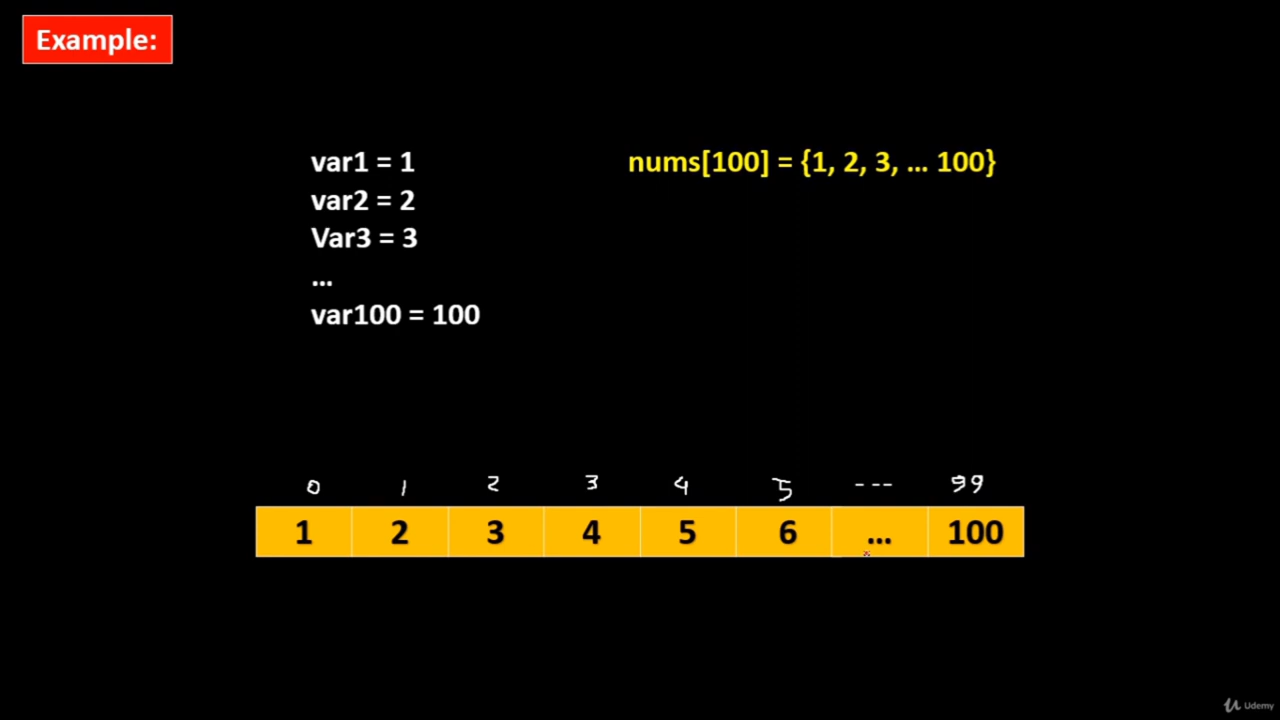 Example:
var1 = 1
var2 = 2
Var3 = 3
...
var100 = 100
nums[100] = {1, 2, 3, ... 100}
0 1 2 3 4 5 --- 99
1 2 3 4 5 6 ... 100
Udemy